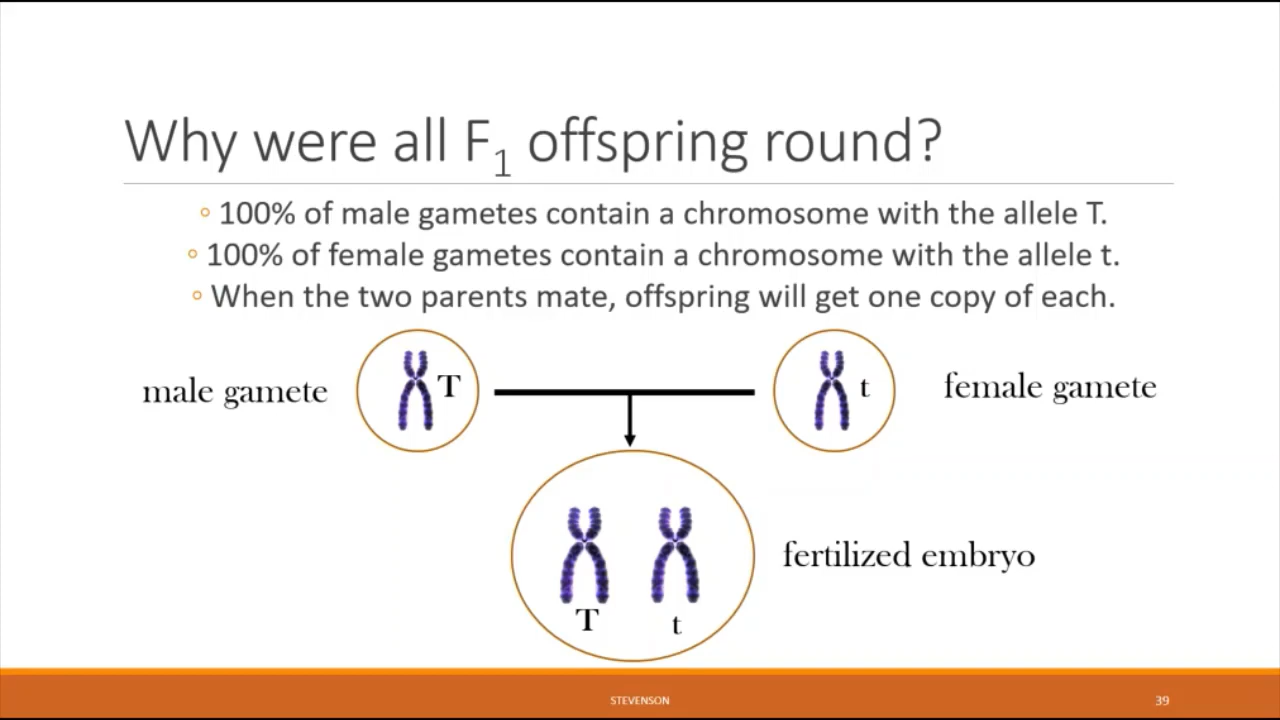 Why were all F1 offspring round?
◦ 100% of male gametes contain a chromosome with the allele T.
◦ 100% of female gametes contain a chromosome with the allele t.
◦ When the two parents mate, offspring will get one copy of each.
male gamete T t female gamete
fertilized embryo
T t
STEVENSON 39